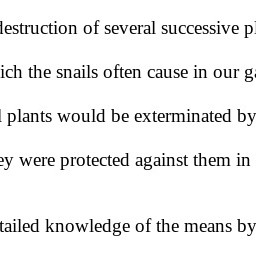 destruction of several successive pl
ich the snails often cause in our ga
l plants would be exterminated by
ey were protected against them in
tailed knowledge of the means by